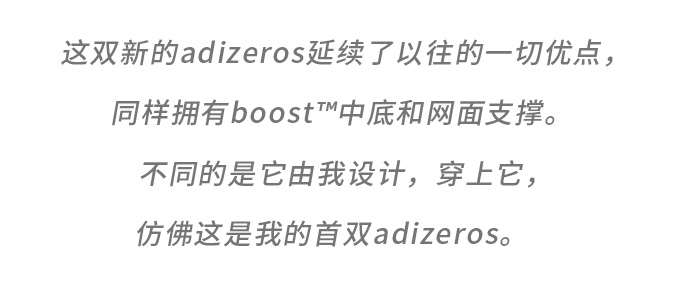 这双新的adizeros延续了以往的一切优点，
同样拥有boost™中底和网面支撑。
不同的是它由我设计，穿上它，
仿佛这是我的首双adizeros。